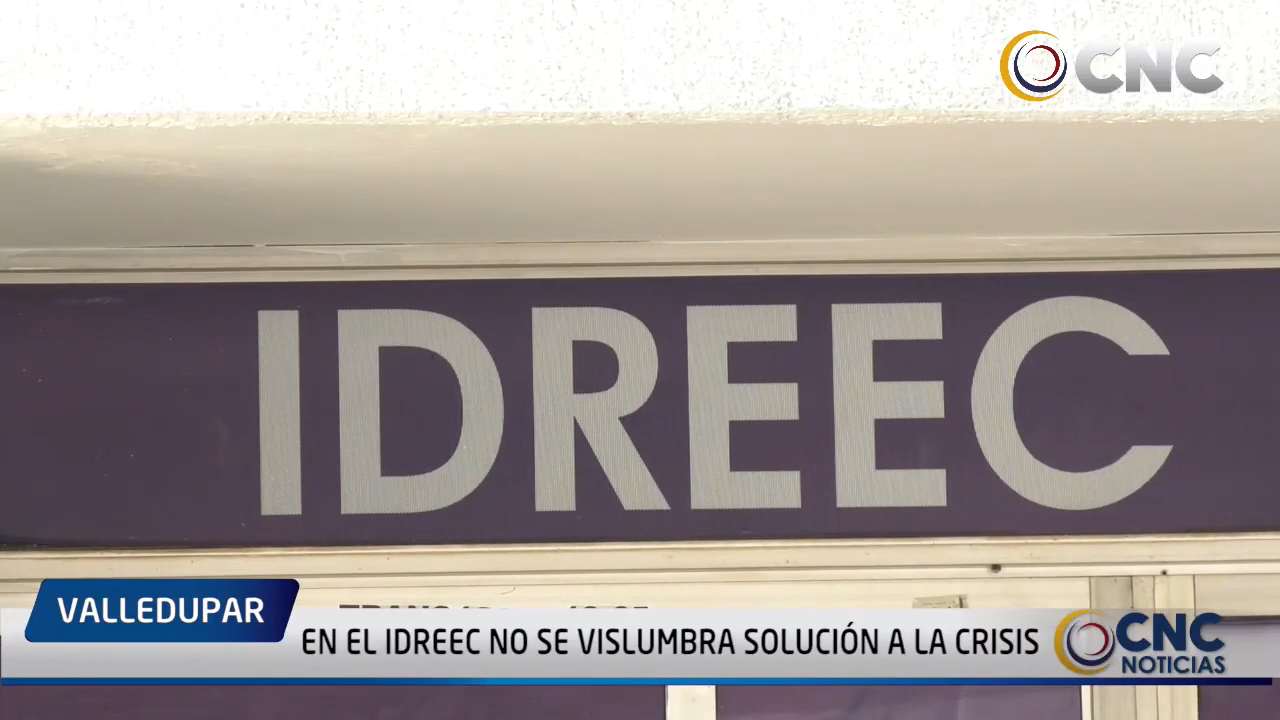 CNC
IDREEC
VALLEDUPAR
EN EL IDREEC NO SE VISLUMBRA SOLUCIÓN A LA CRISIS
CNC
NOTICIAS